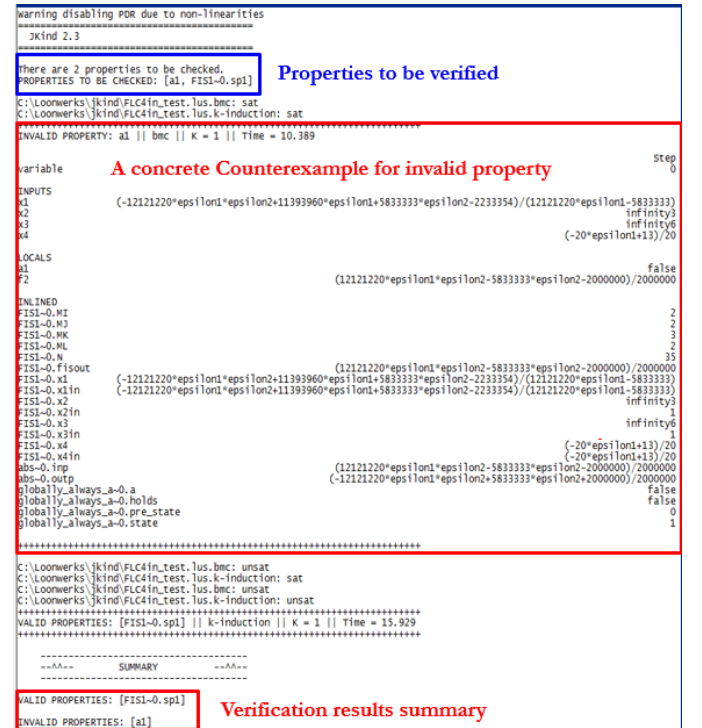 Warning disabling PDR due to non-linearities
==========================================
JKind 2.3
==========================================
There are 2 properties to be checked.
PROPERTIES TO BE CHECKED: [a1, FIS1~0.sp1]
Properties to be verified
C:\Loonwerks\jkind\FLC4in_test.lus.bmc: sat
C:\Loonwerks\jkind\FLC4in_test.lus.k-induction: sat
+++++++++++++++++++++++++++++++++++++++++++++++++++++++++++++++++++++++++
INVALID PROPERTY: a1 || bmc || K = 1 || Time = 10.389
Step
variable 0
A concrete Counterexample for invalid property
INPUTS
x1 (-12121220*epsilon1*epsilon2+11393960*epsilon1+5833333*epsilon2-2233354)/(12121220*epsilon1-5833333)
x2 infinity3
x3 infinity6
x4 (-20*epsilon1+13)/20
LOCALS
a1 false
f2 (12121220*epsilon1*epsilon2-5833333*epsilon2-2000000)/2000000
INLINED
FIS1~0.MI 2
FIS1~0.MJ 2
FIS1~0.MK 3
FIS1~0.ML 2
FIS1~0.N 35
FIS1~0.fisout (12121220*epsilon1*epsilon2-5833333*epsilon2-2000000)/2000000
FIS1~0.x1 (-12121220*epsilon1*epsilon2+11393960*epsilon1+5833333*epsilon2-2233354)/(12121220*epsilon1-5833333)
FIS1~0.x1in (-12121220*epsilon1*epsilon2+11393960*epsilon1+5833333*epsilon2-2233354)/(12121220*epsilon1-5833333)
FIS1~0.x2 infinity3
FIS1~0.x2in 1
FIS1~0.x3 infinity6
FIS1~0.x3in 1
FIS1~0.x4 (-20*epsilon1+13)/20
FIS1~0.x4in (-20*epsilon1+13)/20
abs~0.inp (12121220*epsilon1*epsilon2-5833333*epsilon2-2000000)/2000000
abs~0.outp (-12121220*epsilon1*epsilon2+5833333*epsilon2+2000000)/2000000
globally_always_a~0.a false
globally_always_a~0.holds false
globally_always_a~0.pre_state 0
globally_always_a~0.state 1
+++++++++++++++++++++++++++++++++++++++++++++++++++++++++++++++++++++++++
C:\Loonwerks\jkind\FLC4in_test.lus.bmc: unsat
C:\Loonwerks\jkind\FLC4in_test.lus.k-induction: sat
C:\Loonwerks\jkind\FLC4in_test.lus.bmc: unsat
C:\Loonwerks\jkind\FLC4in_test.lus.k-induction: unsat
+++++++++++++++++++++++++++++++++++++++++++++++++++++++++++++++++++++++++
VALID PROPERTIES: [FIS1~0.sp1] || k-induction || K = 1 || Time = 15.929
+++++++++++++++++++++++++++++++++++++++++++++++++++++++++++++++++++++++++
-------------------------------------
--^^-- SUMMARY --^^--
-------------------------------------
VALID PROPERTIES: [FIS1~0.sp1]
Verification results summary
INVALID PROPERTIES: [a1]